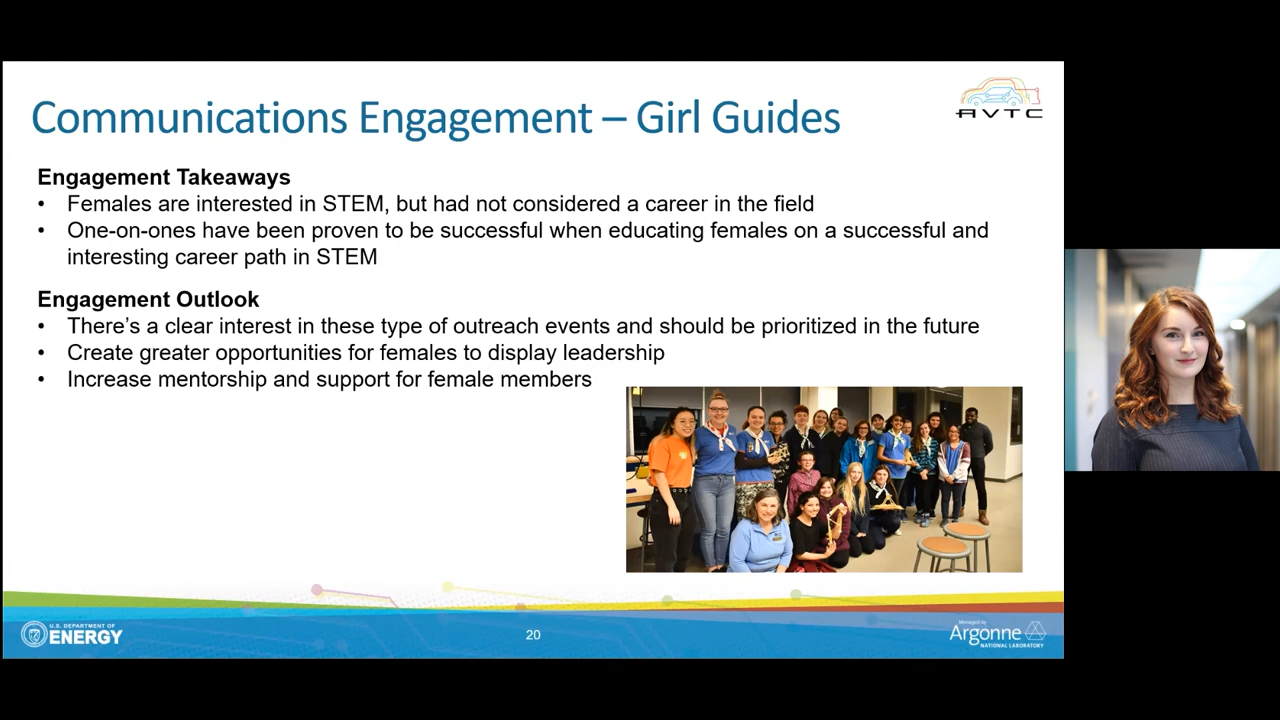 Communications Engagement – Girl Guides
AVTC
Engagement Takeaways
• Females are interested in STEM, but had not considered a career in the field
• One-on-ones have been proven to be successful when educating females on a successful and
interesting career path in STEM
Engagement Outlook
• There’s a clear interest in these type of outreach events and should be prioritized in the future
• Create greater opportunities for females to display leadership
• Increase mentorship and support for female members
U.S. DEPARTMENT OF
ENERGY
20
Managed by
Argonne
NATIONAL LABORATORY